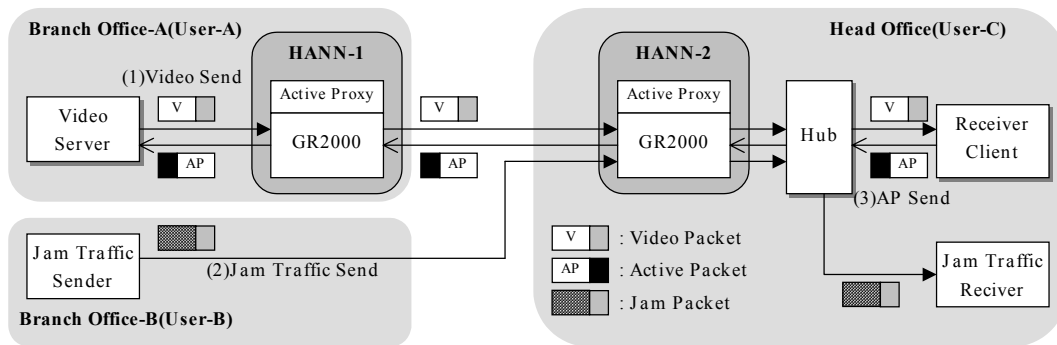 Branch Office-A(User-A)
HANN-1
(1)Video Send
Video
Server
V
AP
Active Proxy
GR2000
V
AP
Head Office(User-C)
HANN-2
Active Proxy
GR2000
Hub
V
AP
Receiver
Client
(3)AP Send
Jam Traffic
Sender
(2)Jam Traffic Send
Branch Office-B(User-B)
V : Video Packet
AP : Active Packet
: Jam Packet
Jam Traffic
Reciver